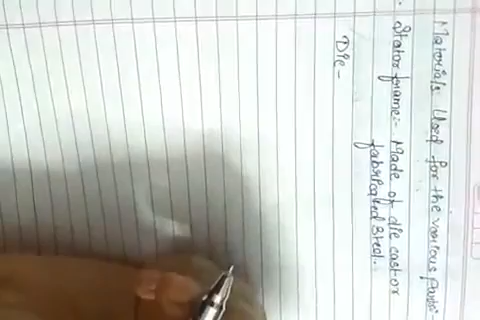 Materials Used for the various parts:-
. Stator frame:- Made of die cast or
fabricated steel.
Die-